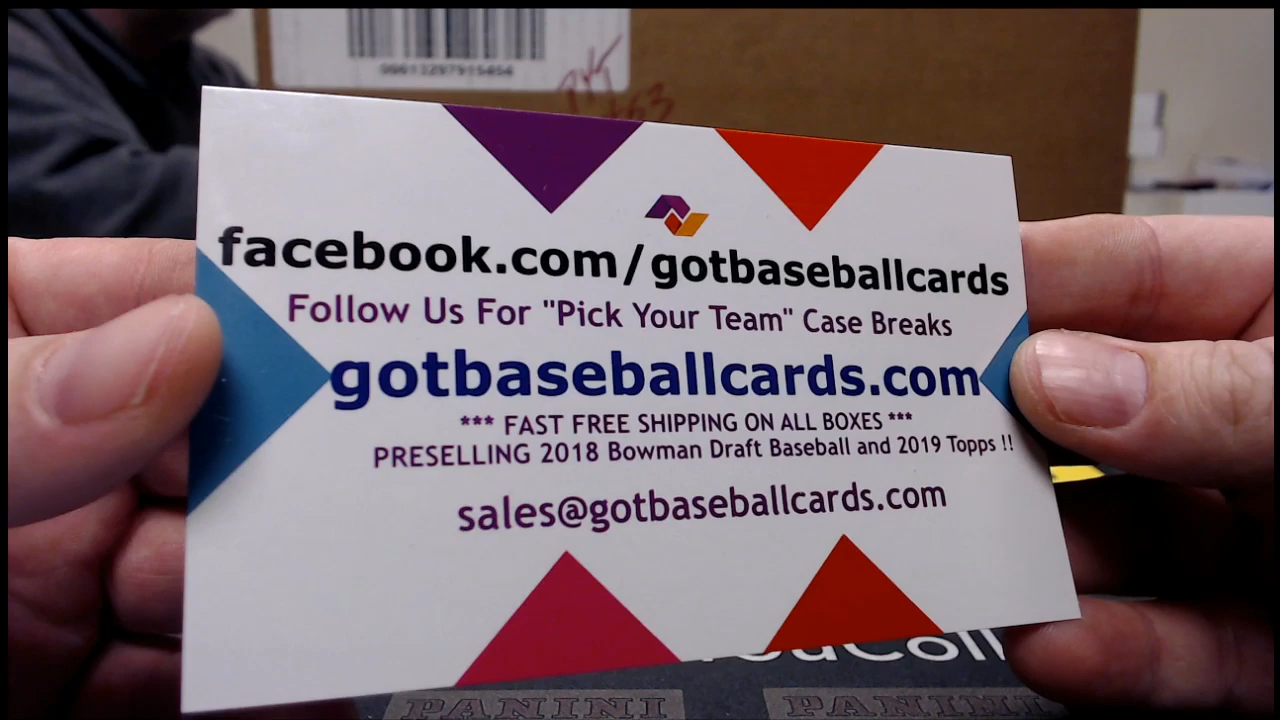 00613297915454
facebook.com/gotbaseballcards
Follow Us For "Pick Your Team" Case Breaks
gotbaseballcards.com
*** FAST FREE SHIPPING ON ALL BOXES ***
PRESELLING 2018 Bowman Draft Baseball and 2019 Topps !!
sales@gotbaseballcards.com
PANINI PANINI